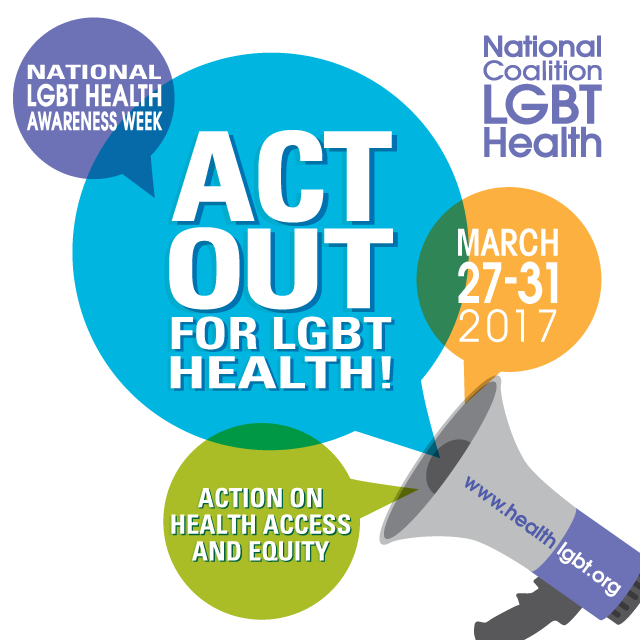 NATIONAL
LGBT HEALTH
AWARENESS WEEK
National
Coalition
LGBT
Health
ACT
OUT
FOR LGBT
HEALTH!
MARCH
27-31
2017
ACTION ON
HEALTH ACCESS
AND EQUITY
www.healthlgbt.org